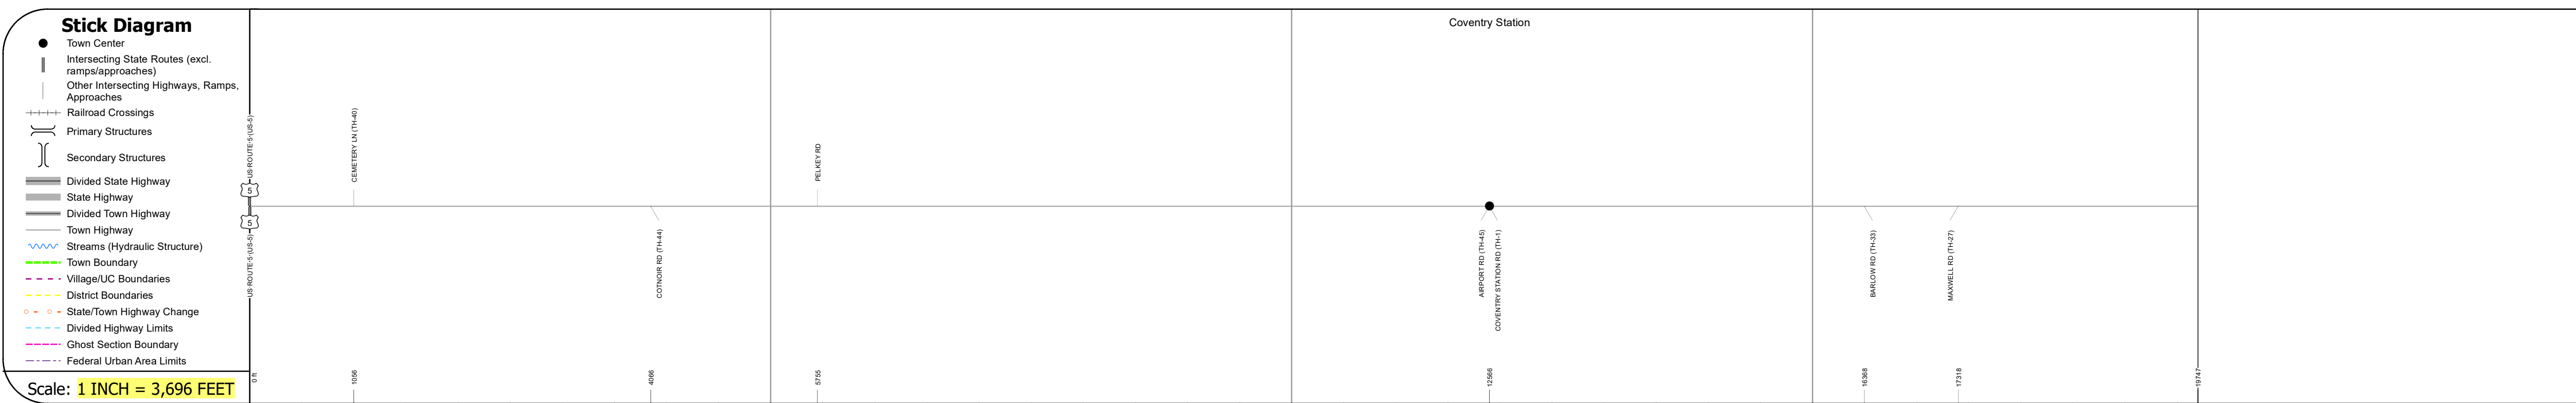 Stick Diagram
Town Center
Intersecting State Routes (excl.
ramps/approaches)
Other Intersecting Highways, Ramps,
Approaches
Railroad Crossings
Primary Structures
Secondary Structures
Divided State Highway
State Highway
Divided Town Highway
Town Highway
Streams (Hydraulic Structure)
Town Boundary
Village/UC Boundaries
District Boundaries
State/Town Highway Change
Divided Highway Limits
Ghost Section Boundary
Federal Urban Area Limits
Scale: 1 INCH = 3,696 FEET
Coventry Station
US ROUTE 5 (US-5)
5
5
US ROUTE 5 (US-5)
CEMETERY LN (TH-40)
COTNOIR RD (TH-44)
PELKEY RD
AIRPORT RD (TH-45)
COVENTRY STATION RD (TH-1)
BARLOW RD (TH-33)
MAXWELL RD (TH-27)
0 ft
1056
4066
5755
12566
16368
17318
19747